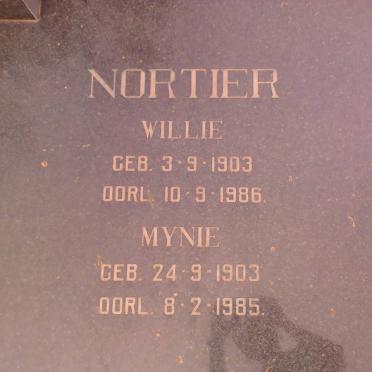 NORTIER
WILLIE
GEB. 3·9·1903
OORL. 10·9·1986.
MYNIE
GEB. 24·9·1903
OORL. 8·2·1985.